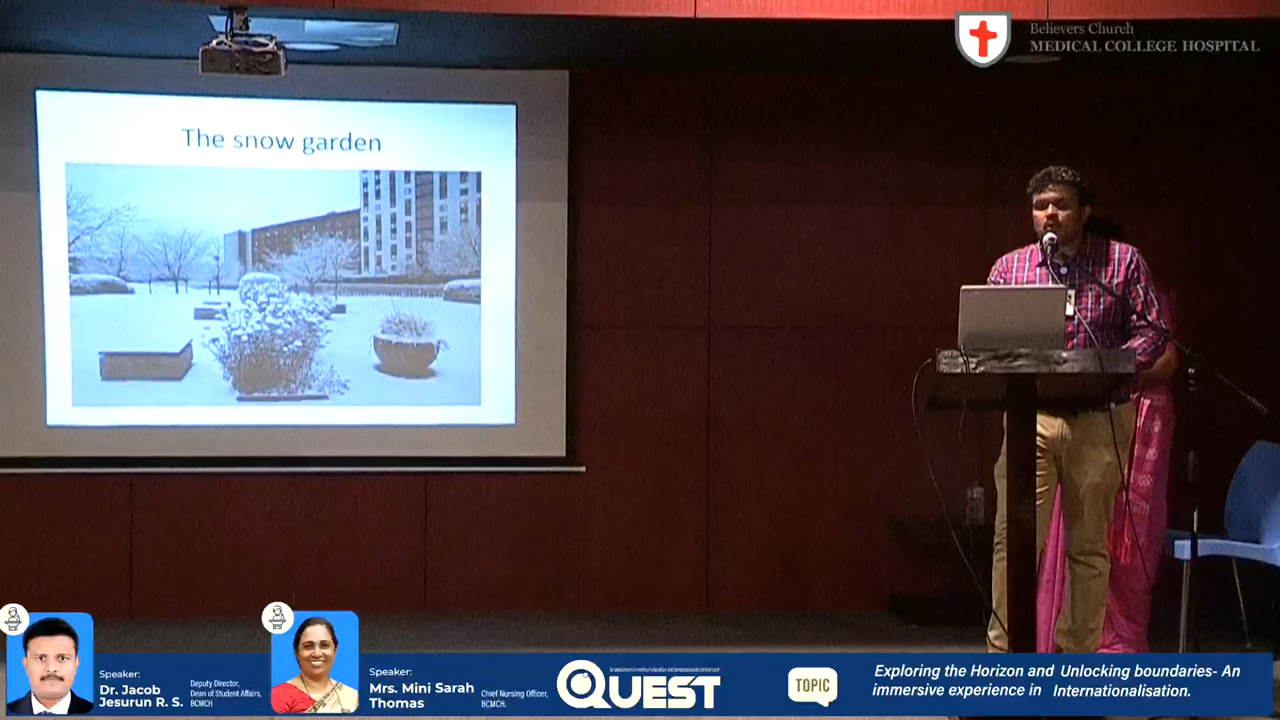 Believers Church
MEDICAL COLLEGE HOSPITAL
The snow garden
Speaker:
Dr. Jacob
Jesurun R. S.
Deputy Director,
Dean of Student Affairs,
BCMCH
Speaker:
Mrs. Mini Sarah
Thomas
Chief Nursing Officer,
BCMCH.
QUEST
TOPIC
Exploring the Horizon and Unlocking boundaries- An
immersive experience in Internationalisation.